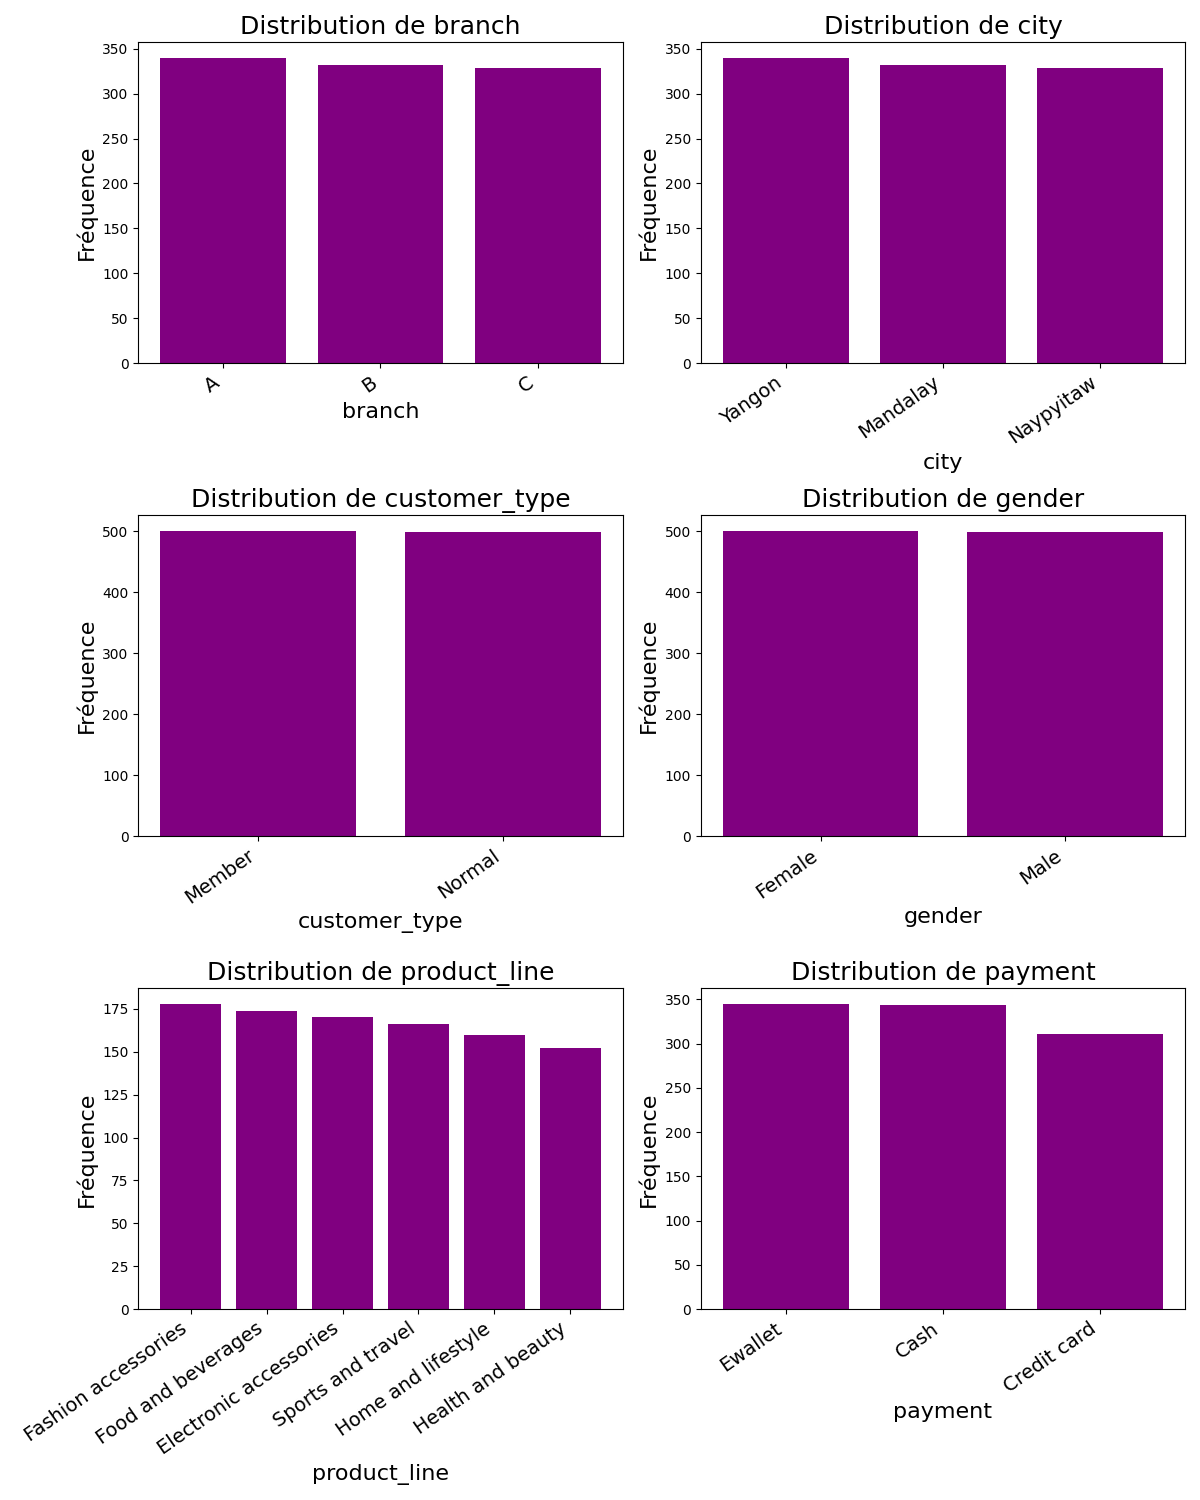 Distribution de branch
350
300
250
200
150
100
50
0
Fréquence
A
B
C
branch
Distribution de city
350
300
250
200
150
100
50
0
Fréquence
Yangon
Mandalay
Naypyitaw
city
Distribution de customer_type
500
400
300
200
100
0
Fréquence
Member
Normal
customer_type
Distribution de gender
500
400
300
200
100
0
Fréquence
Female
Male
gender
Distribution de product_line
175
150
125
100
75
50
25
0
Fréquence
Fashion accessories
Food and beverages
Electronic accessories
Sports and travel
Home and lifestyle
Health and beauty
product_line
Distribution de payment
350
300
250
200
150
100
50
0
Fréquence
Ewallet
Cash
Credit card
payment